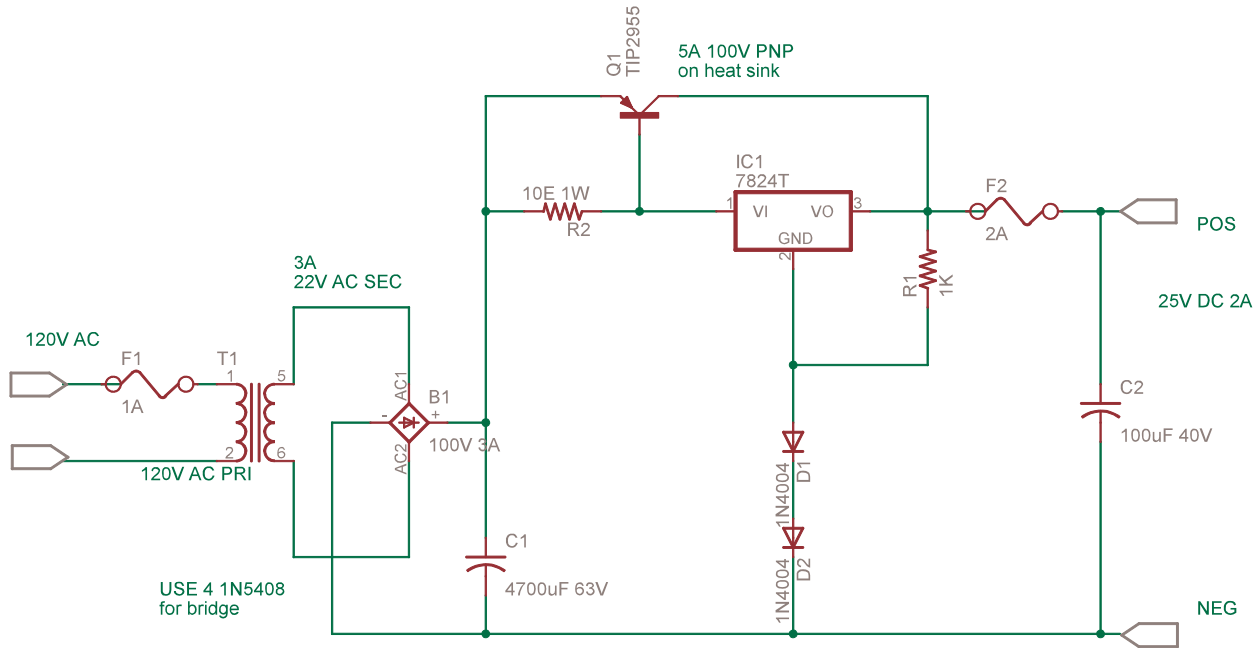 Q1
TIP2955
5A 100V PNP
on heat sink
IC1
7824T
10E 1W
R2
1
VI
VO
3
GND
2
F2
2A
POS
R1
1K
25V DC 2A
3A
22V AC SEC
120V AC
F1
1A
T1
1
5
2
6
120V AC PRI
AC1
B1
-
+
100V 3A
AC2
C2
100uF 40V
1N4004
D1
1N4004
D2
C1
4700uF 63V
USE 4 1N5408
for bridge
NEG